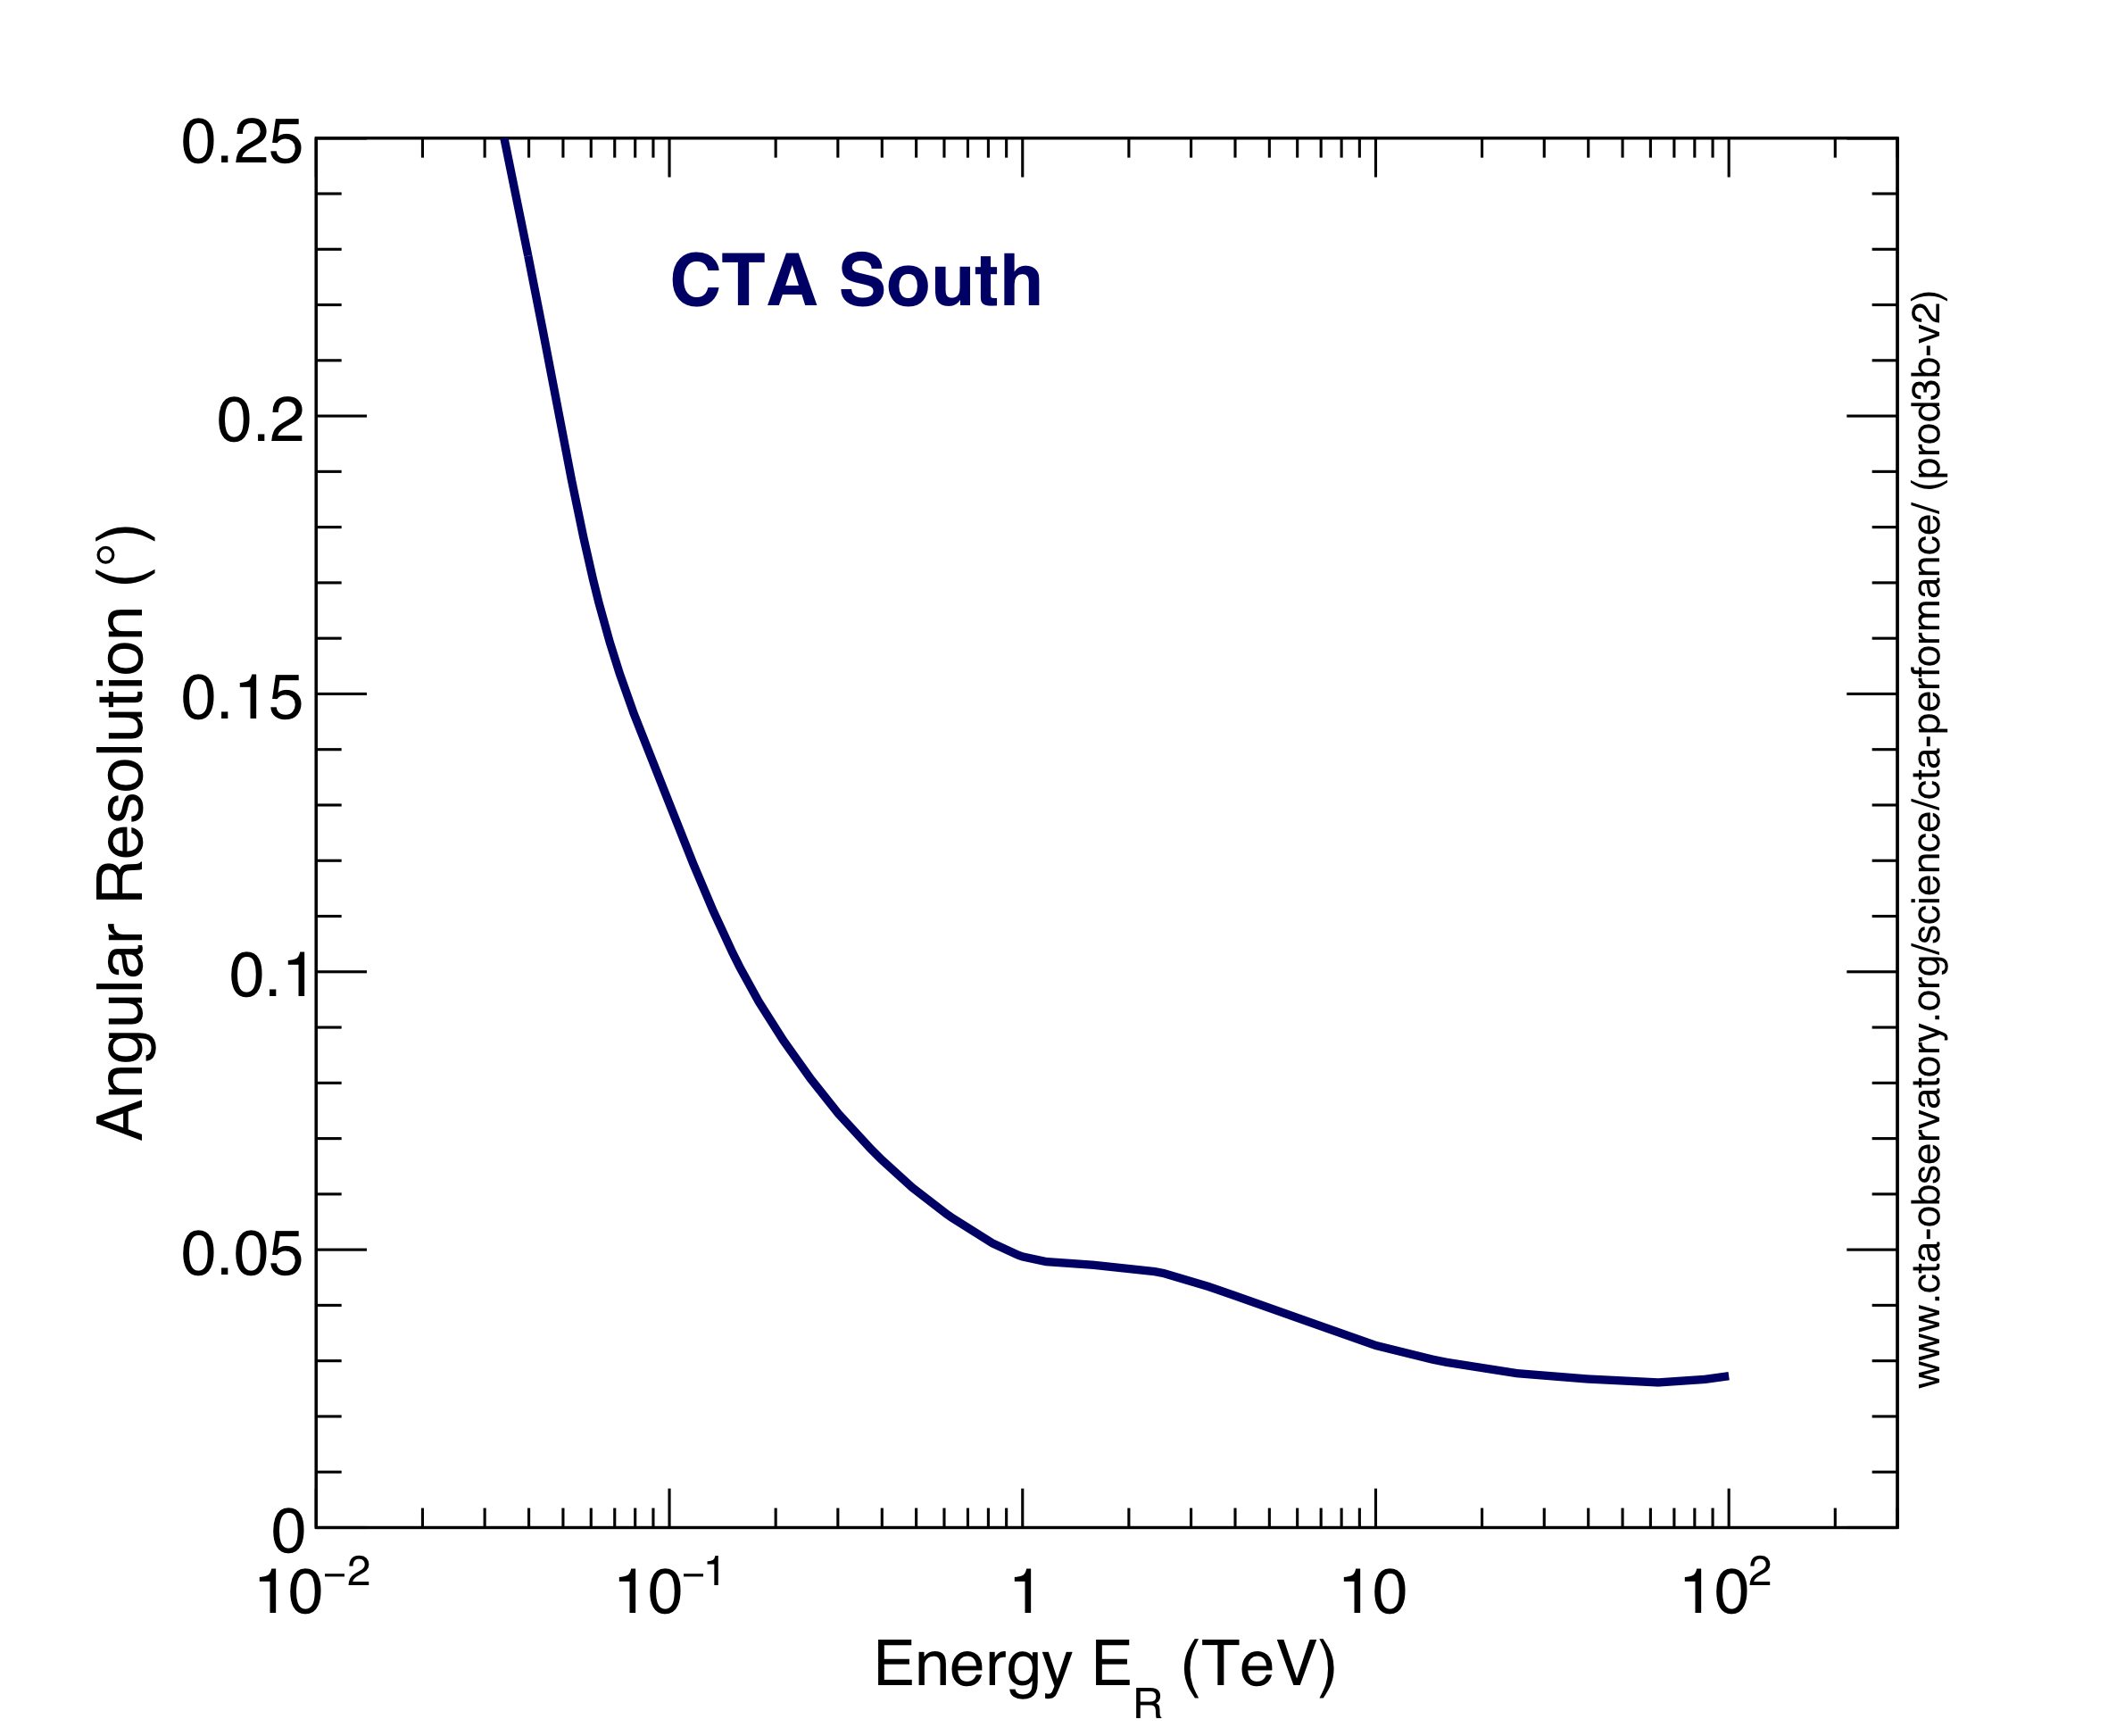 0.25
CTA South
0.2
0.15
0.1
0.05
0
Angular Resolution (°)
10⁻²
10⁻¹
1
10
10²
Energy E_R (TeV)
www.cta-observatory.org/science/cta-performance/ (prod3b-v2)